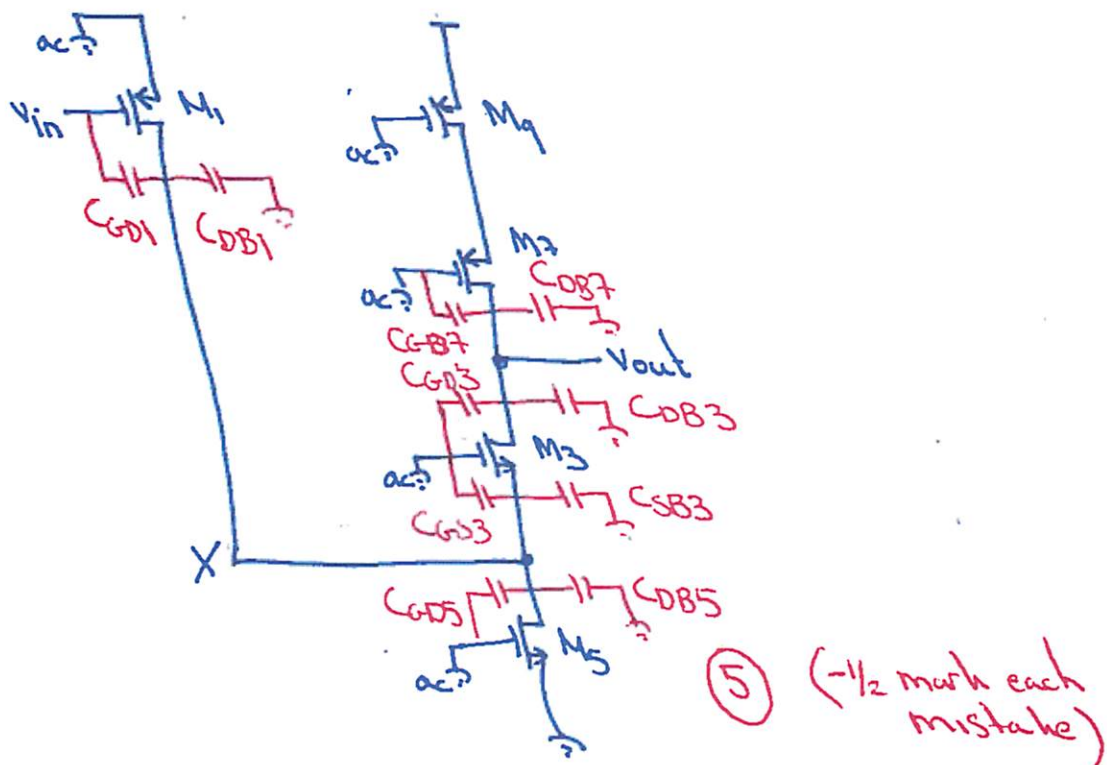 ac
Vin
M1
CGD1
CDB1
M9
ac
M7
ac
CDB7
CGD7
Vout
CGD3
CDB3
M3
ac
CSB3
CGS3
X
CGD5
CDB5
M5
ac
5 (-1/2 mark each
mistake)